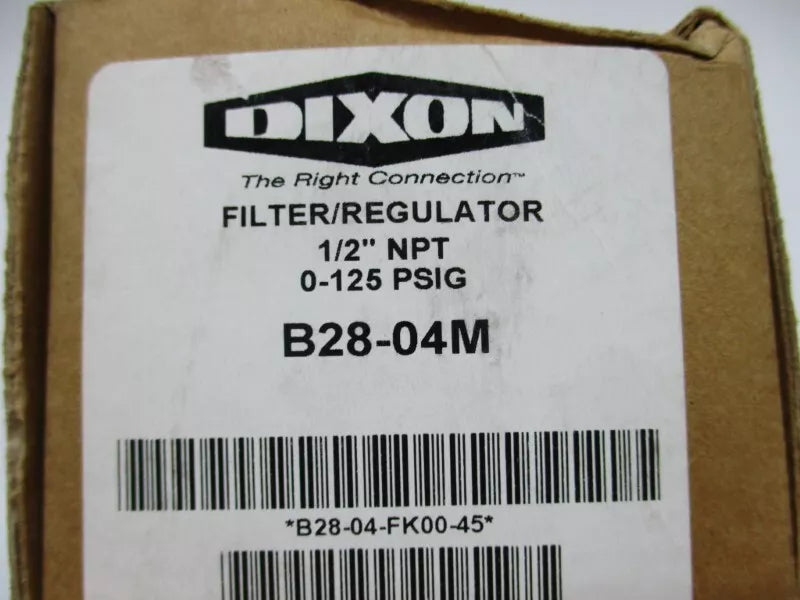 DIXON
The Right Connection™
FILTER/REGULATOR
1/2" NPT
0-125 PSIG
B28-04M
*B28-04-FK00-45*